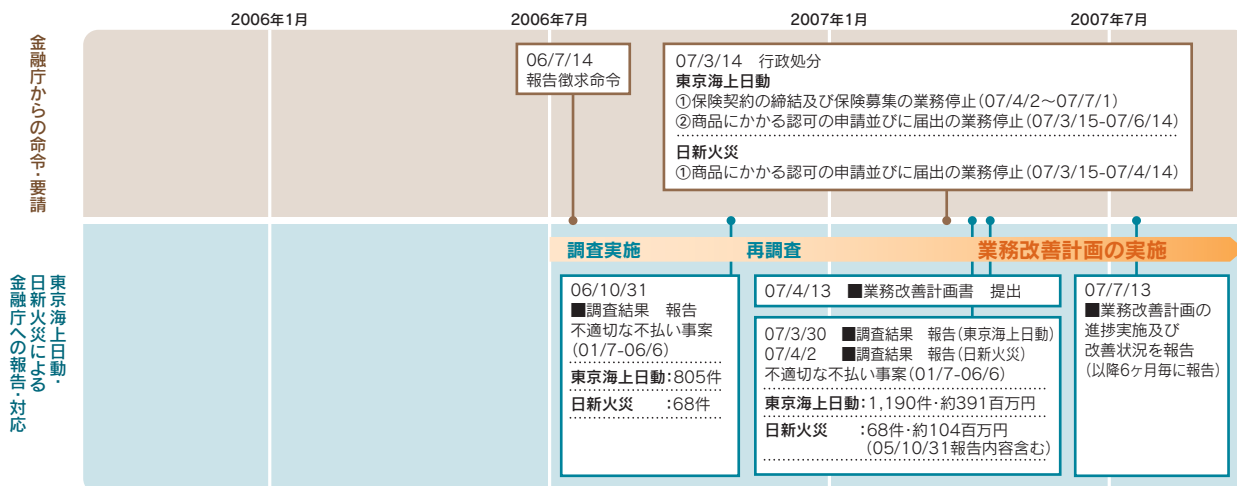 2006年1月
2006年7月
2007年1月
2007年7月
金融庁からの命令・要請
06/7/14
報告徴求命令
07/3/14 行政処分
東京海上日動
①保険契約の締結及び保険募集の業務停止(07/4/2〜07/7/1)
②商品にかかる認可の申請並びに届出の業務停止(07/3/15-07/6/14)
日新火災
①商品にかかる認可の申請並びに届出の業務停止(07/3/15-07/4/14)
東京海上日動・
日新火災による
金融庁への報告・対応
調査実施
再調査
業務改善計画の実施
06/10/31
■調査結果 報告
不適切な不払い事案
(01/7-06/6)
東京海上日動:805件
日新火災 :68件
07/4/13 ■業務改善計画書 提出
07/3/30 ■調査結果 報告(東京海上日動)
07/4/2 ■調査結果 報告(日新火災)
不適切な不払い事案(01/7-06/6)
東京海上日動:1,190件・約391百万円
日新火災 :68件・約104百万円
(05/10/31報告内容含む)
07/7/13
■業務改善計画の
進捗実施及び
改善状況を報告
(以降6ヶ月毎に報告)